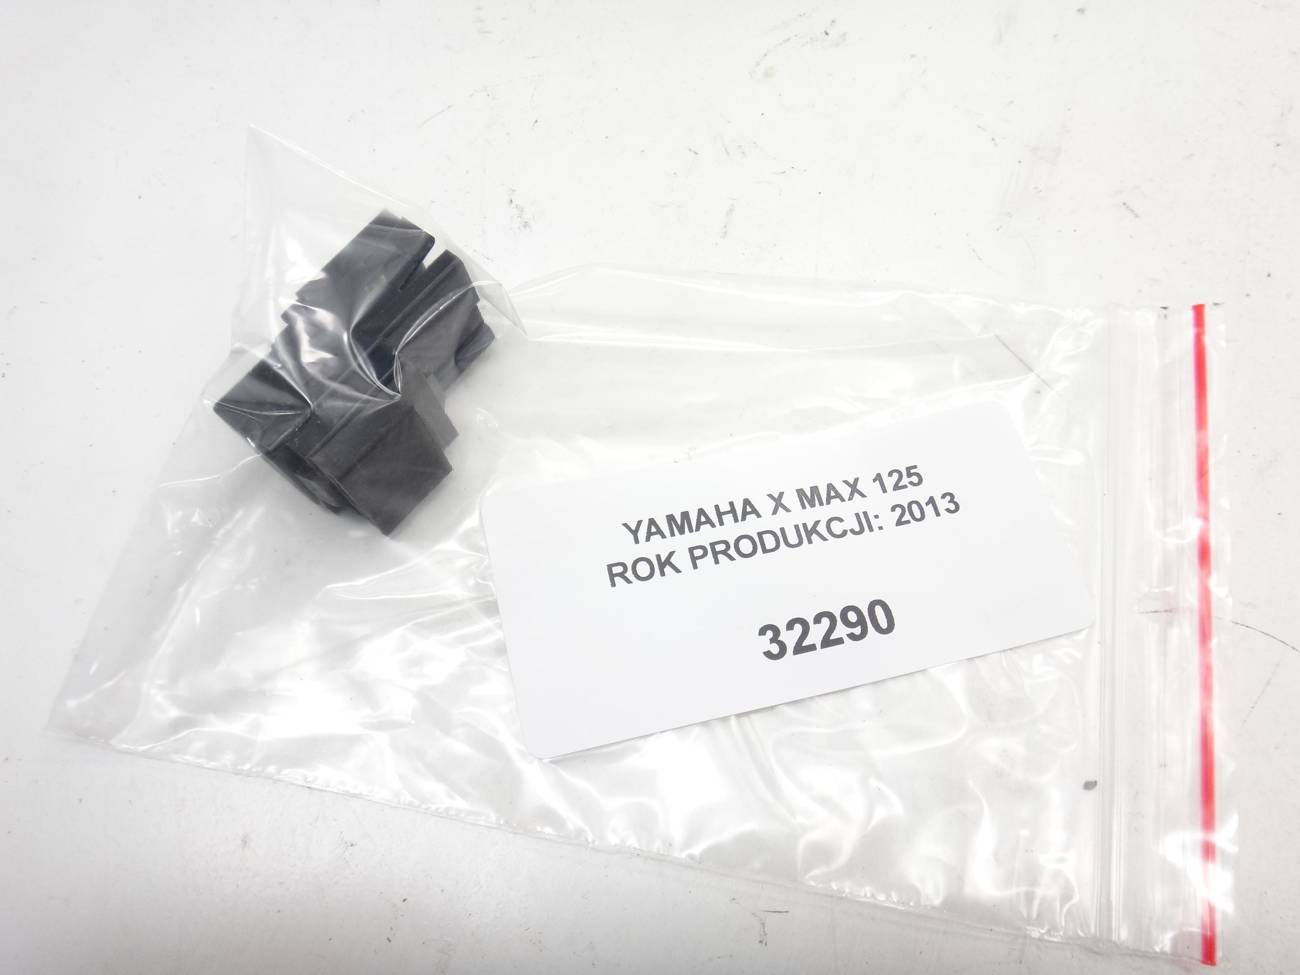 YAMAHA X MAX 125
ROK PRODUKCJI: 2013
32290